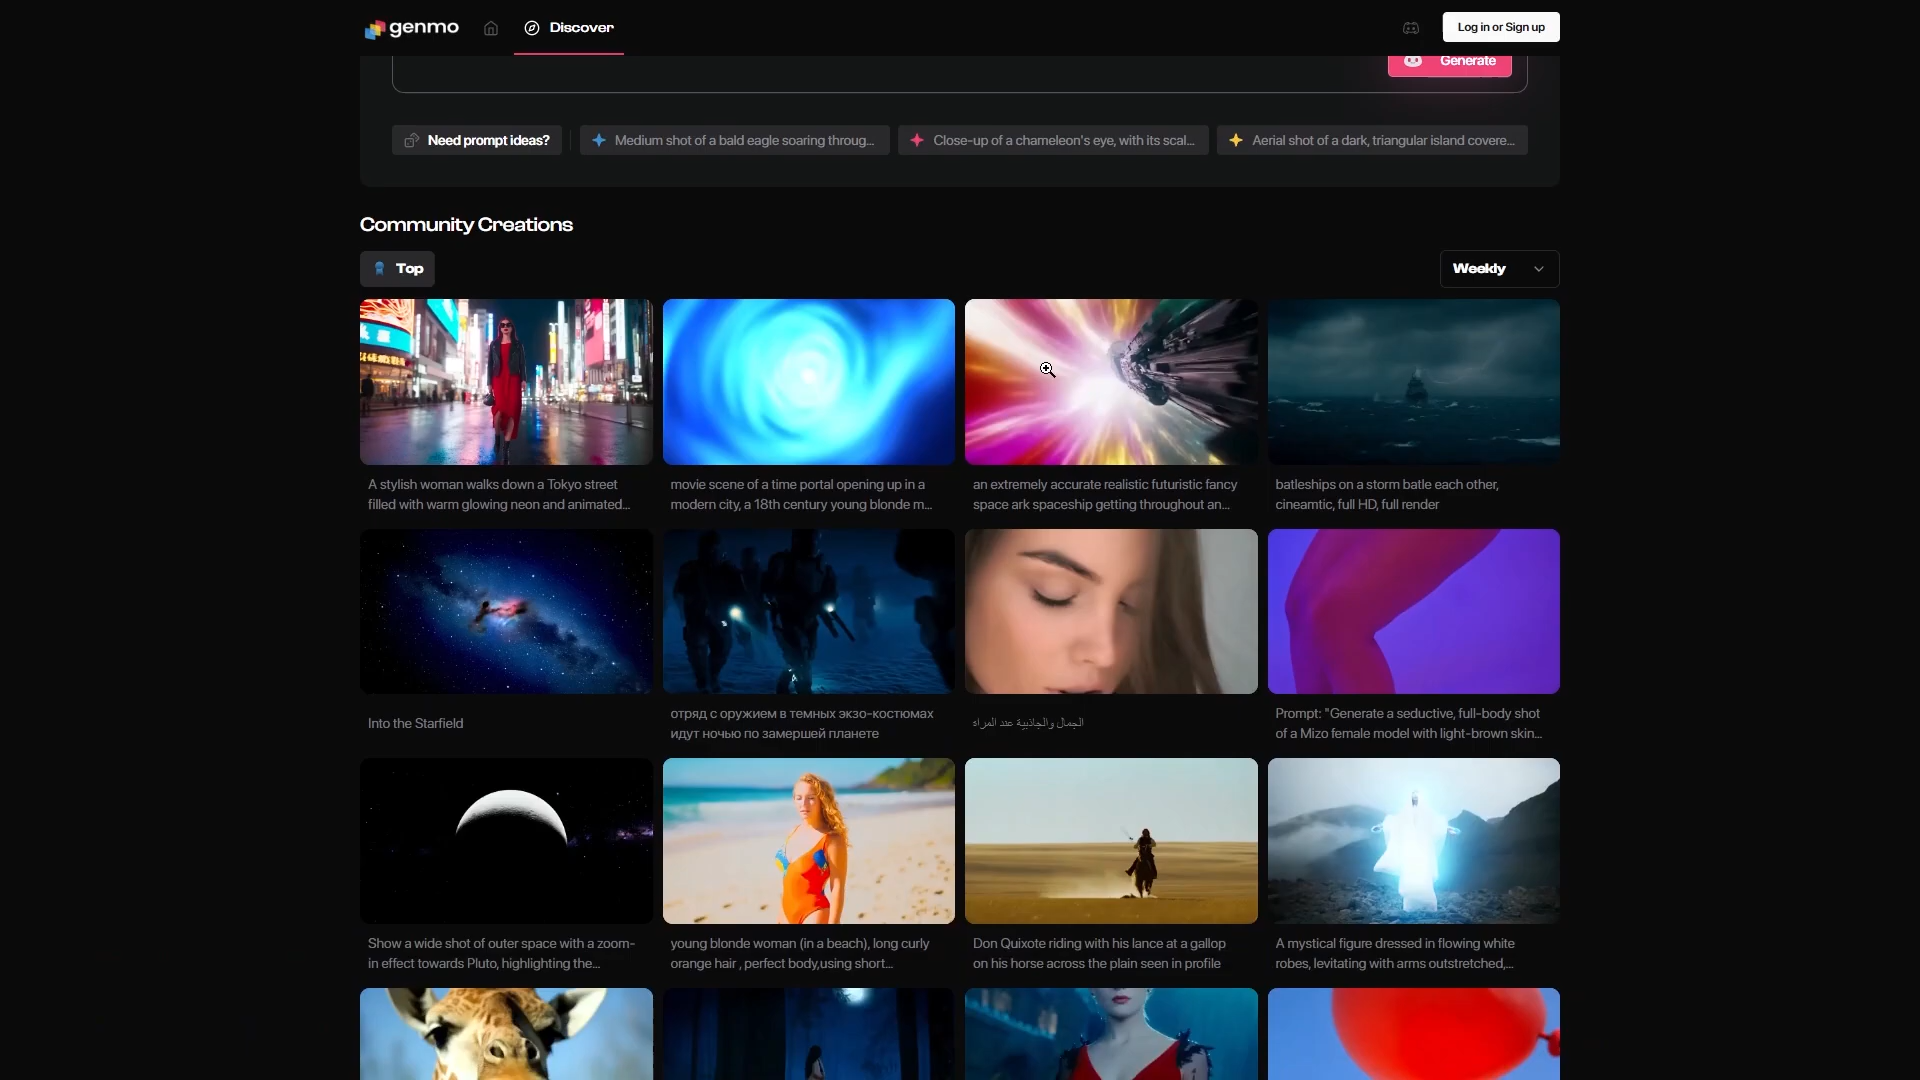 genmo
Discover
Log in or Sign up
Generate
Need prompt ideas?
Medium shot of a bald eagle soaring throug...
Close-up of a chameleon's eye, with its scal...
Aerial shot of a dark, triangular island covere...
Community Creations
Top
Weekly
A stylish woman walks down a Tokyo street
filled with warm glowing neon and animated...
movie scene of a time portal opening up in a
modern city, a 18th century young blonde m...
an extremely accurate realistic futuristic fancy
space ark spaceship getting throughout an...
batleships on a storm batle each other,
cineamtic, full HD, full render
Into the Starfield
отряд с оружием в темных экзо-костюмах
идут ночью по замершей планете
الجمال والجاذبية عند المراة
Prompt: "Generate a seductive, full-body shot
of a Mizo female model with light-brown skin...
Show a wide shot of outer space with a zoom-
in effect towards Pluto, highlighting the...
young blonde woman (in a beach), long curly
orange hair , perfect body,using short...
Don Quixote riding with his lance at a gallop
on his horse across the plain seen in profile
A mystical figure dressed in flowing white
robes, levitating with arms outstretched,...